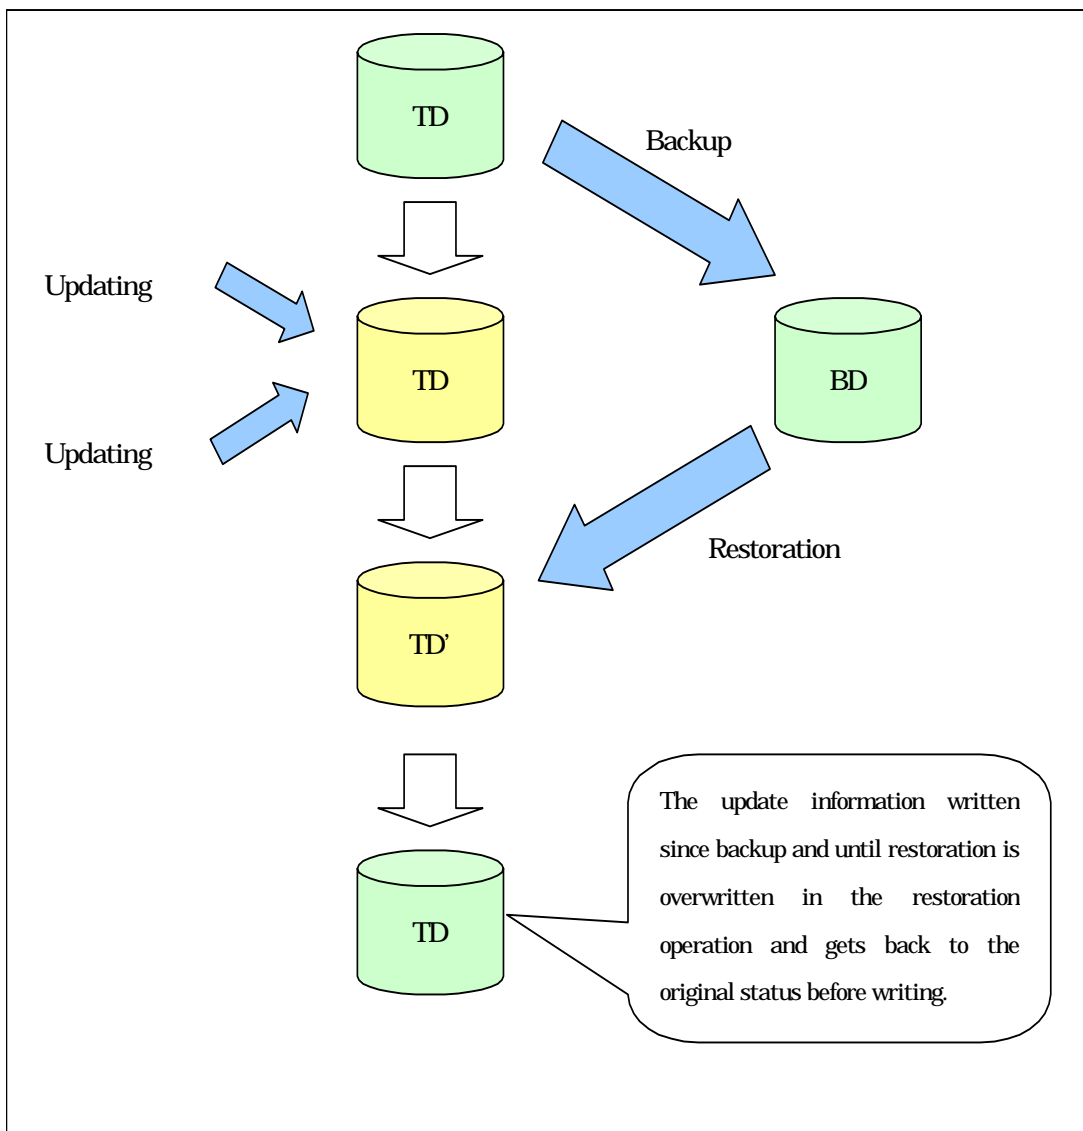 TD
Backup
Updating
TD
BD
Updating
Restoration
TD’
The update information written
since backup and until restoration is
overwritten in the restoration
operation and gets back to the
original status before writing.
TD